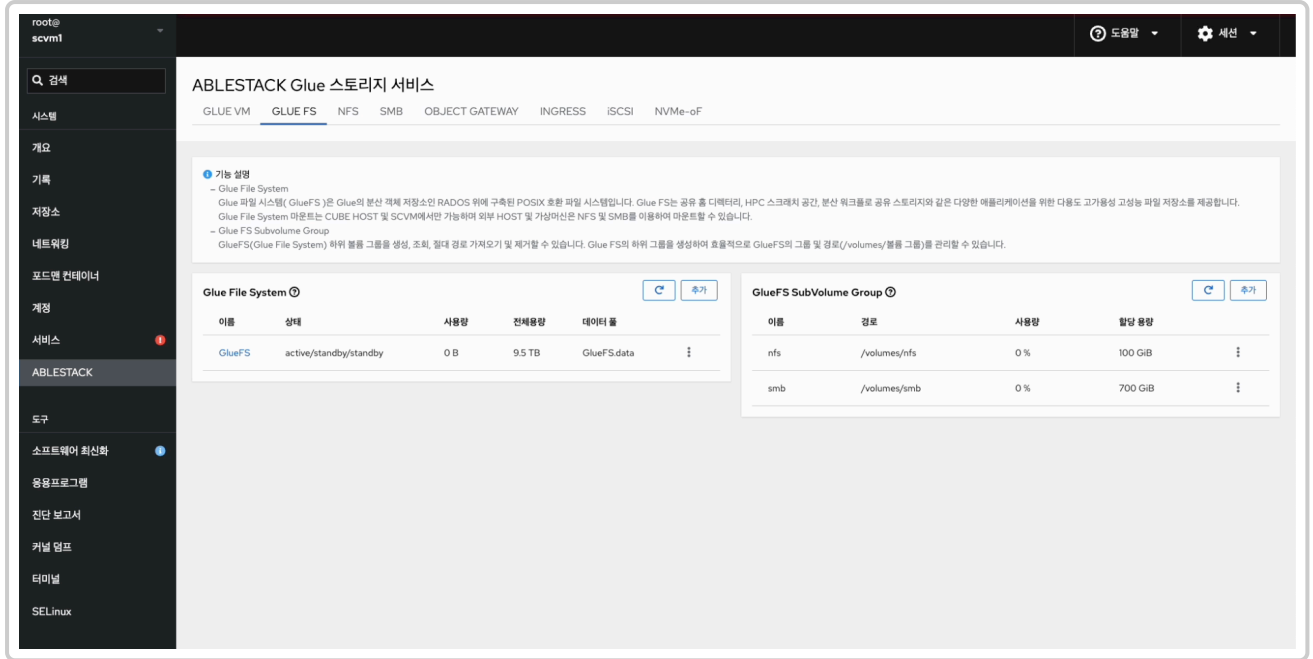 root@
scvm1
도움말
세션
검색
시스템
개요
기록
저장소
네트워킹
포드맨 컨테이너
계정
서비스
ABLESTACK
도구
소프트웨어 최신화
응용프로그램
진단 보고서
커널 덤프
터미널
SELinux
ABLESTACK Glue 스토리지 서비스
GLUE VM GLUE FS NFS SMB OBJECT GATEWAY INGRESS iSCSI NVMe-oF
기능 설명
– Glue File System
Glue 파일 시스템( GlueFS )은 Glue의 분산 객체 저장소인 RADOS 위에 구축된 POSIX 호환 파일 시스템입니다. Glue FS는 공유 홈 디렉터리, HPC 스크래치 공간, 분산 워크플로 공유 스토리지와 같은 다양한 애플리케이션을 위한 다용도 고가용성 고성능 파일 저장소를 제공합니다.
Glue File System 마운트는 CUBE HOST 및 SCVM에서만 가능하며 외부 HOST 및 가상머신은 NFS 및 SMB를 이용하여 마운트할 수 있습니다.
– Glue FS Subvolume Group
GlueFS(Glue File System) 하위 볼륨 그룹을 생성, 조회, 절대 경로 가져오기 및 제거할 수 있습니다. Glue FS의 하위 그룹을 생성하여 효율적으로 GlueFS의 그룹 및 경로(/volumes/볼륨 그룹)를 관리할 수 있습니다.
Glue File System 추가
이름 상태 사용량 전체용량 데이터 풀
GlueFS active/standby/standby 0 B 9.5 TB GlueFS.data
GlueFS SubVolume Group 추가
이름 경로 사용량 할당 용량
nfs /volumes/nfs 0 % 100 GiB
smb /volumes/smb 0 % 700 GiB